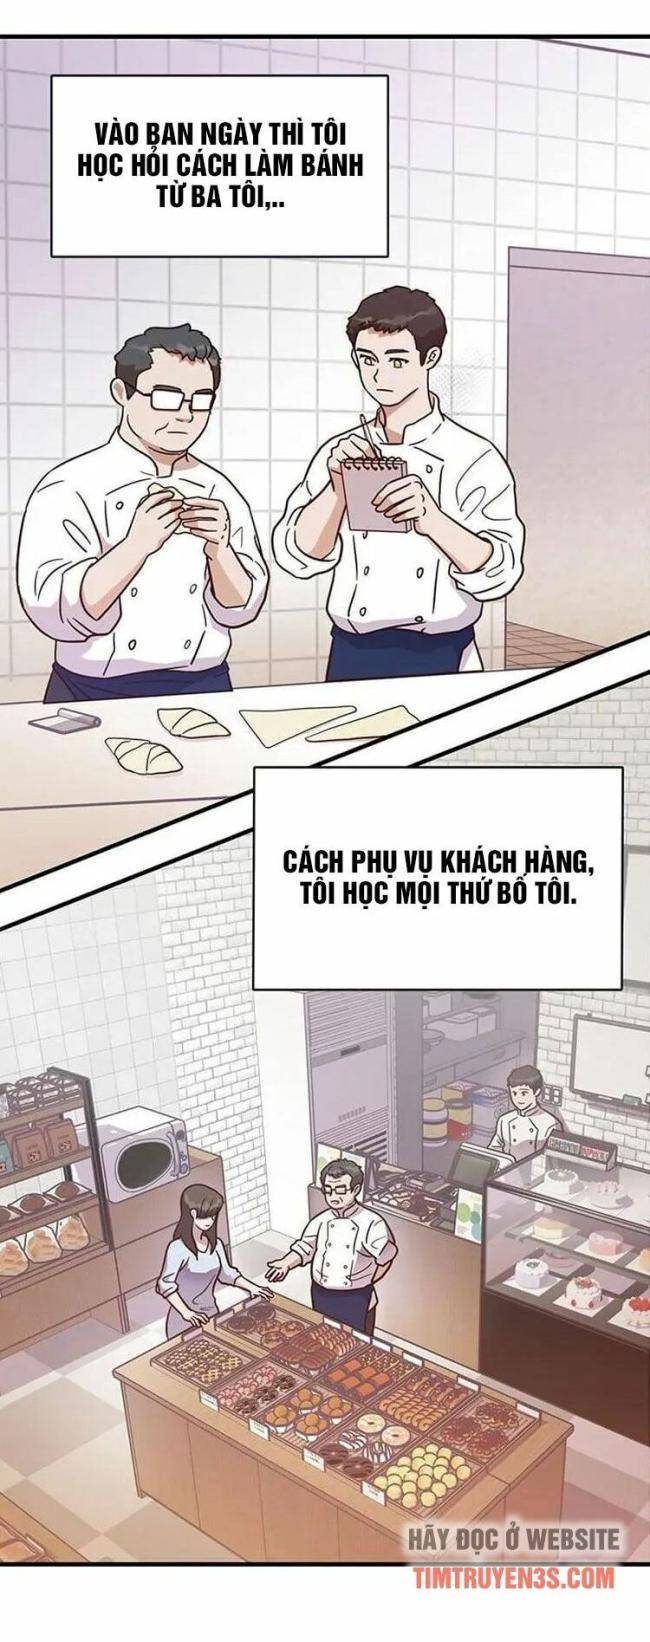 VÀO BAN NGÀY THÌ TÔI
HỌC HỎI CÁCH LÀM BÁNH
TỪ BA TÔI,..
CÁCH PHỤ VỤ KHÁCH HÀNG,
TÔI HỌC MỌI THỨ BỐ TÔI.
HÃY ĐỌC Ở WEBSITE
TIMTRUYEN3S.COM